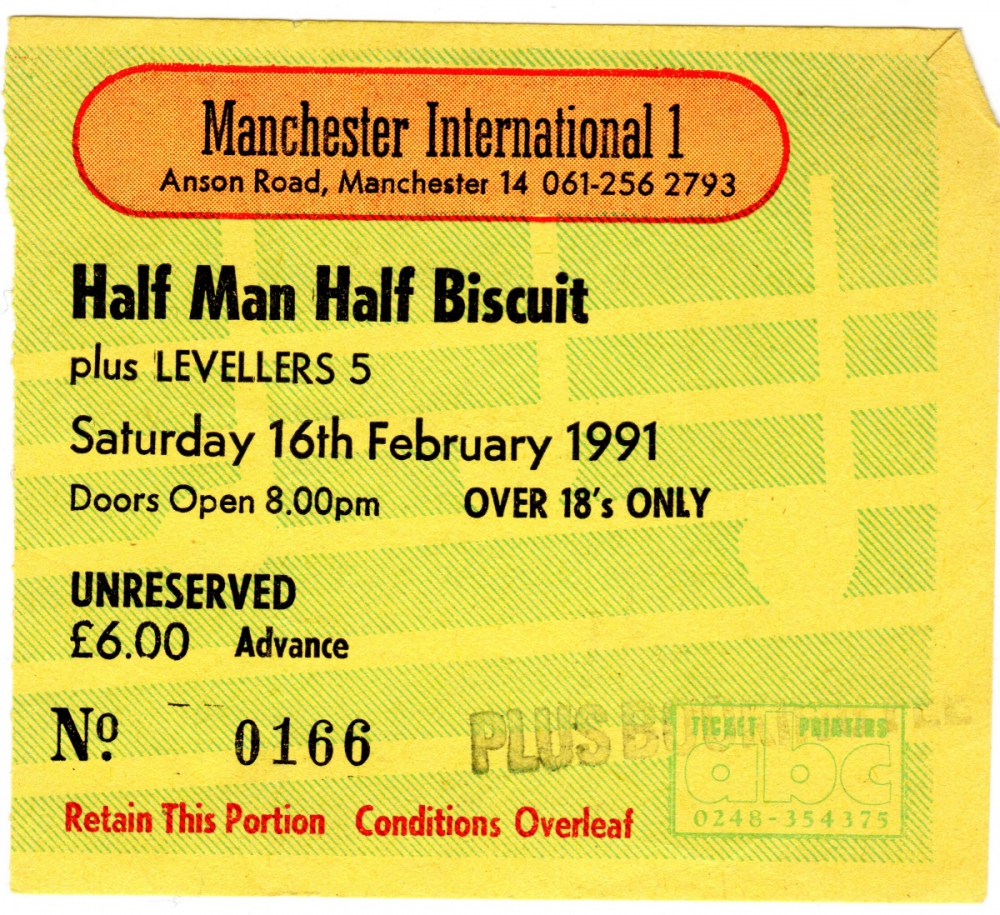 Manchester International 1
Anson Road, Manchester 14 061-256 2793
Half Man Half Biscuit
plus LEVELLERS 5
Saturday 16th February 1991
Doors Open 8.00pm OVER 18's ONLY
UNRESERVED
£6.00 Advance
Nº. 0166
PLUS
TICKET PRINTERS
abc
0248-354375
Retain This Portion Conditions Overleaf